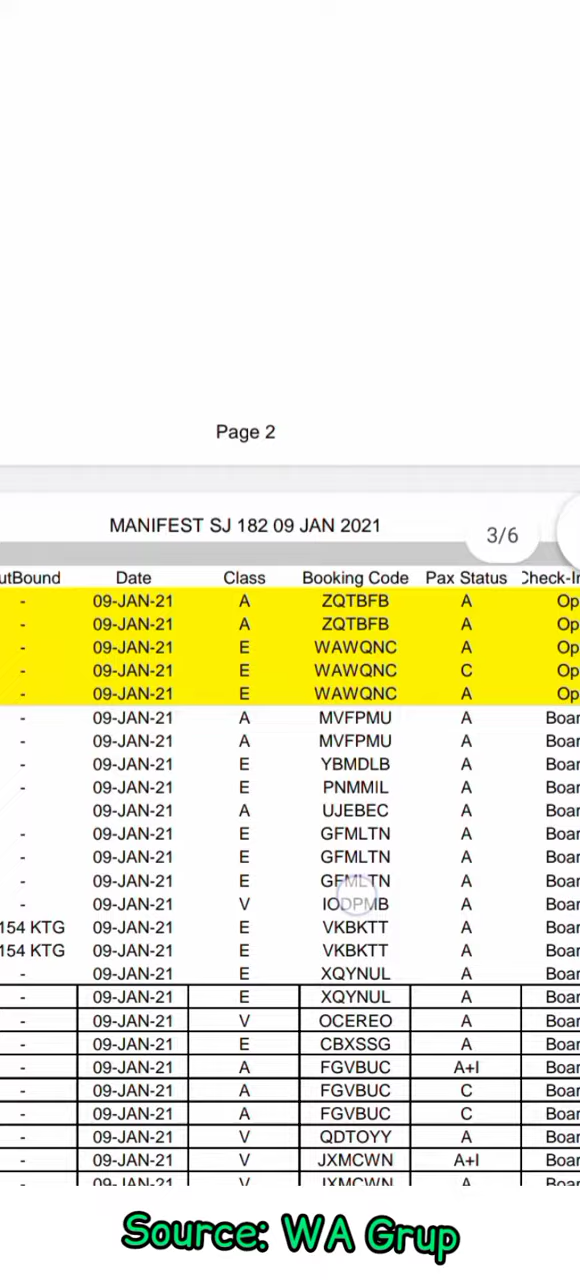 Page 2
MANIFEST SJ 182 09 JAN 2021
3/6
utBound Date Class Booking Code Pax Status Check-In
- 09-JAN-21 A ZQTBFB A Op
- 09-JAN-21 A ZQTBFB A Op
- 09-JAN-21 E WAWQNC A Op
- 09-JAN-21 E WAWQNC C Op
- 09-JAN-21 E WAWQNC A Op
- 09-JAN-21 A MVFPMU A Boar
- 09-JAN-21 A MVFPMU A Boar
- 09-JAN-21 E YBMDLB A Boar
- 09-JAN-21 E PNMMIL A Boar
09-JAN-21 A UJEBEC A Boar
- 09-JAN-21 E GFMLTN A Boar
- 09-JAN-21 E GFMLTN A Boar
- 09-JAN-21 E GFMLTN A Boar
- 09-JAN-21 V IODPMB A Boar
154 KTG 09-JAN-21 E VKBKTT A Boar
154 KTG 09-JAN-21 E VKBKTT A Boar
- 09-JAN-21 E XQYNUL A Boar
- 09-JAN-21 E XQYNUL A Boar
- 09-JAN-21 V OCEREO A Boar
- 09-JAN-21 E CBXSSG A Boar
- 09-JAN-21 A FGVBUC A+I Boar
- 09-JAN-21 A FGVBUC C Boar
- 09-JAN-21 A FGVBUC C Boar
- 09-JAN-21 V QDTOYY A Boar
- 09-JAN-21 V JXMCWN A+I Boar
- 09-JAN-21 V JXMCWN A Boar
Source: WA Grup